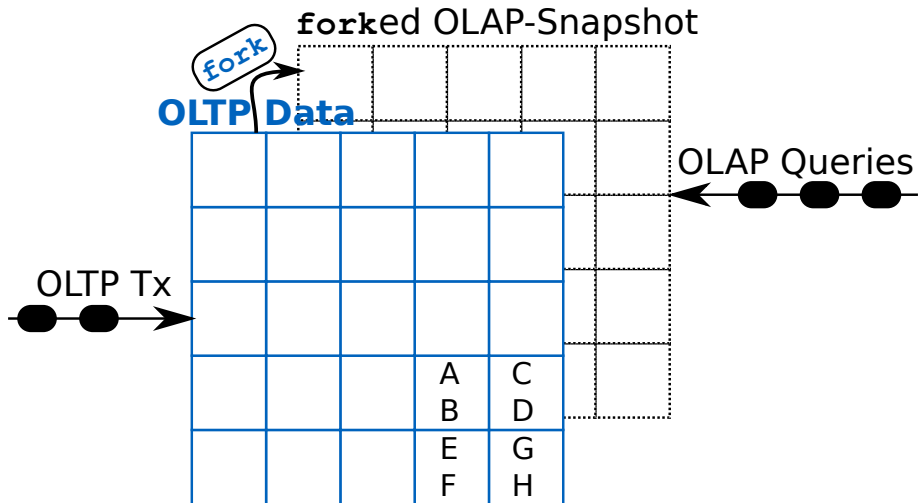 forked OLAP-Snapshot
fork
OLTP Data
OLAP Queries
OLTP Tx
A C
B D
E G
F H